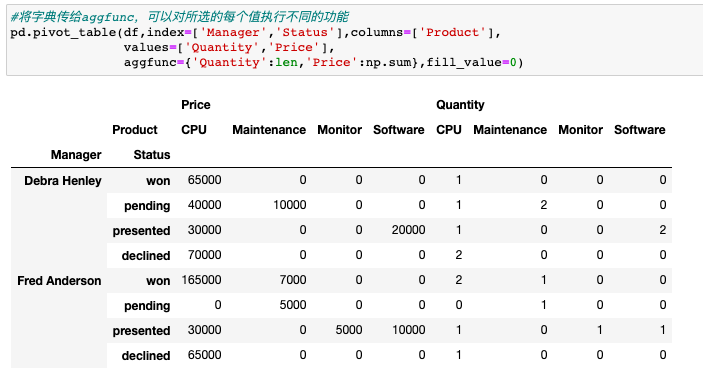 #将字典传给aggfunc，可以对所选的每个值执行不同的功能
pd.pivot_table(df,index=['Manager','Status'],columns=['Product'],
values=['Quantity','Price'],
aggfunc={'Quantity':len,'Price':np.sum},fill_value=0)
Price Quantity
Product CPU Maintenance Monitor Software CPU Maintenance Monitor Software
Manager Status
Debra Henley won 65000 0 0 0 1 0 0 0
pending 40000 10000 0 0 1 2 0 0
presented 30000 0 0 20000 1 0 0 2
declined 70000 0 0 0 2 0 0 0
Fred Anderson won 165000 7000 0 0 2 1 0 0
pending 0 5000 0 0 0 1 0 0
presented 30000 0 5000 10000 1 0 1 1
declined 65000 0 0 0 1 0 0 0